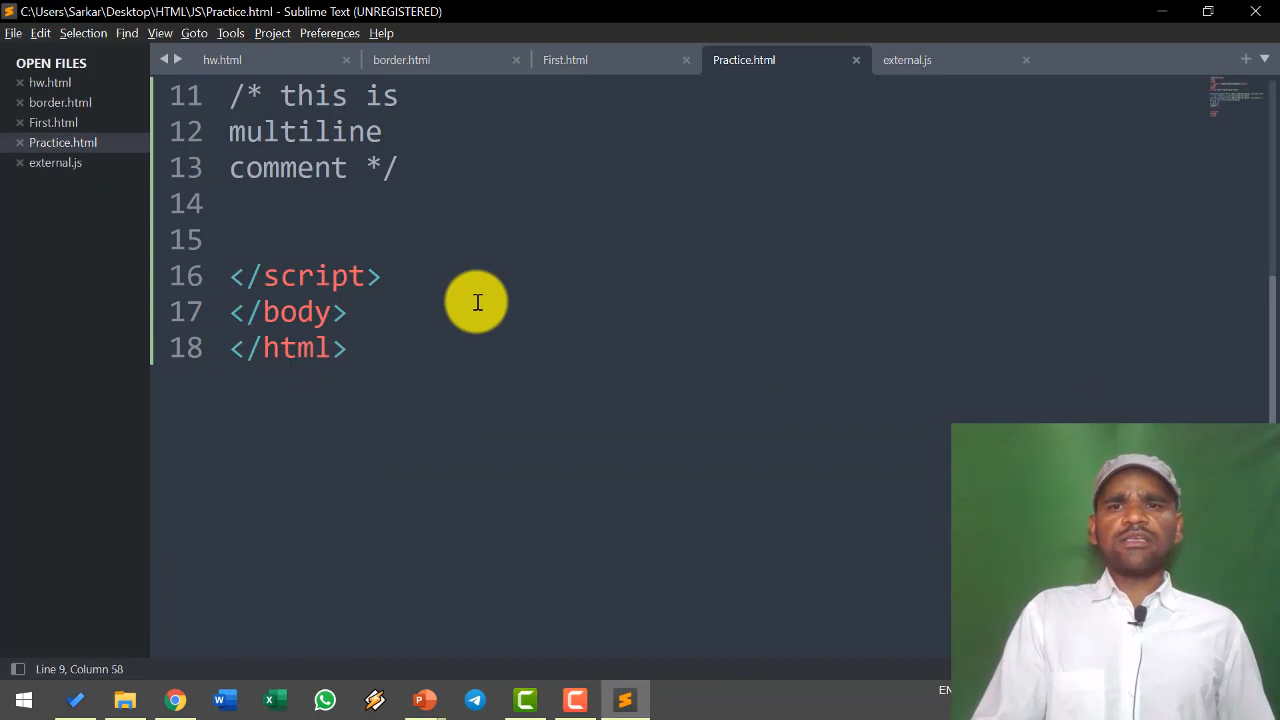 C:\Users\Sarkar\Desktop\HTML\JS\Practice.html - Sublime Text (UNREGISTERED)
File Edit Selection Find View Goto Tools Project Preferences Help
OPEN FILES
hw.html
border.html
First.html
Practice.html
external.js
hw.html border.html First.html Practice.html external.js
11 /* this is
12 multiline
13 comment */
14
15
16 </script>
17 </body>
18 </html>
Line 9, Column 58
EN